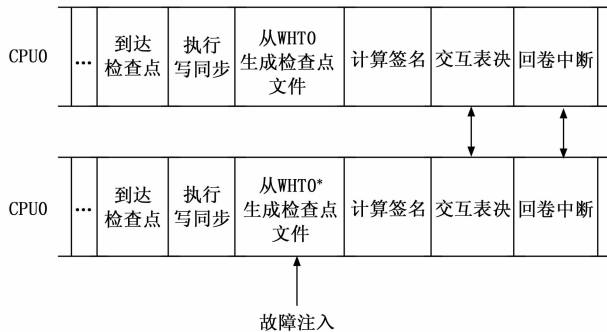 CPU0
…
到达
检查点
执行
写同步
从WHT0
生成检查点
文件
计算签名
交互表决
回卷中断
CPU0
…
到达
检查点
执行
写同步
从WHT0*
生成检查点
文件
计算签名
交互表决
回卷中断
故障注入